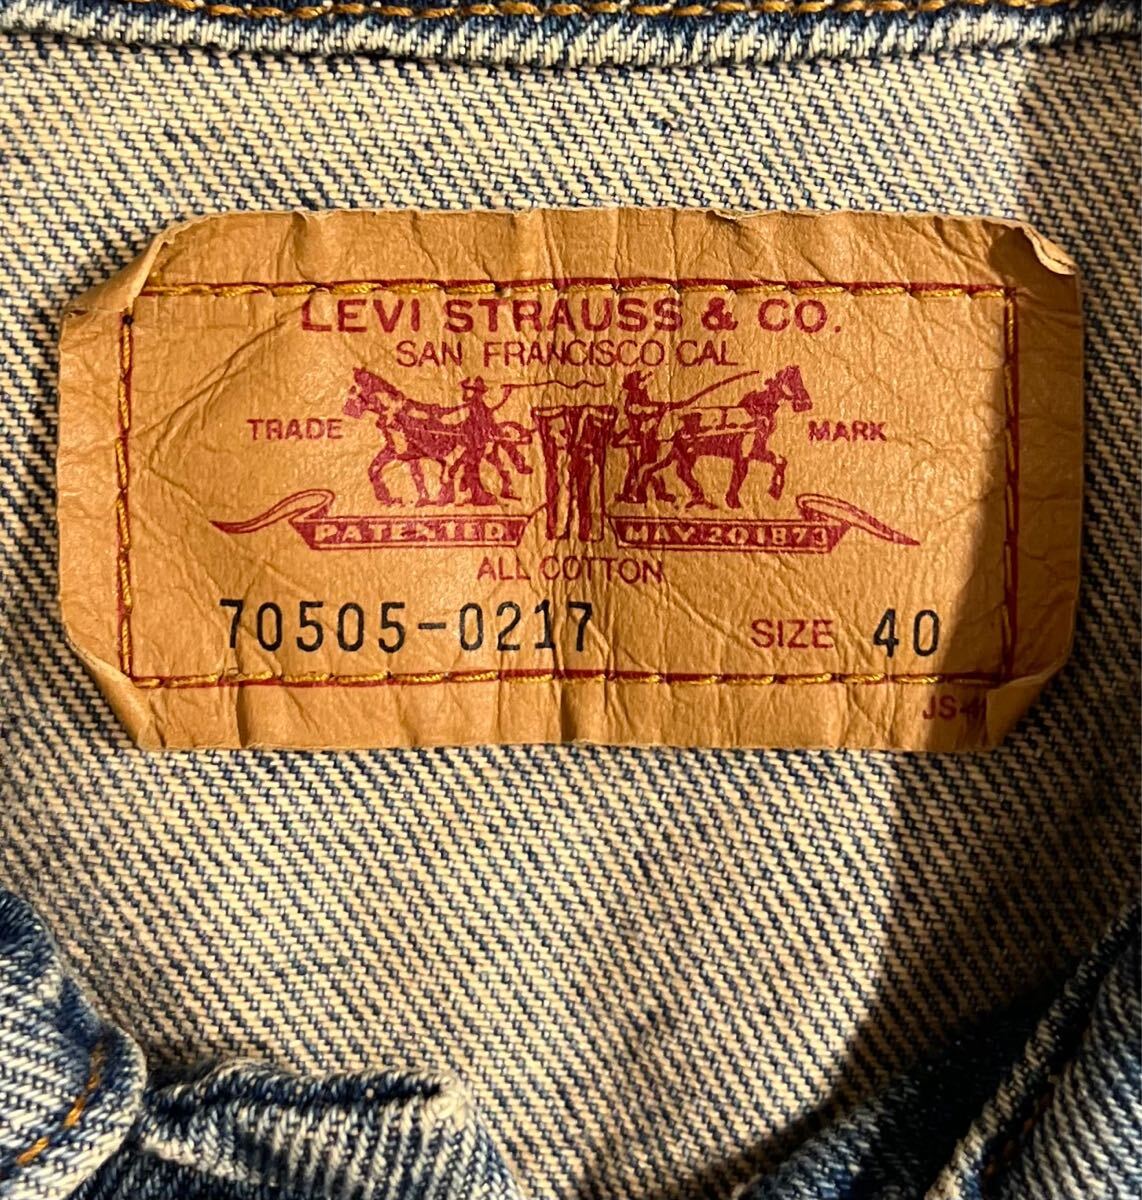 LEVI STRAUSS & CO.
SAN FRANCISCO CAL
TRADE MARK
PATENTED MAY 20 1873
ALL COTTON
70505-0217 SIZE 40